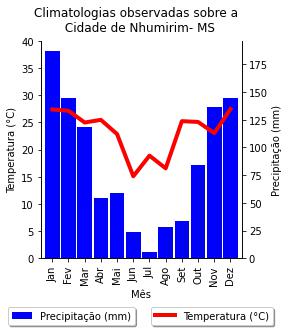 Climatologias observadas sobre a
Cidade de Nhumirim- MS
Temperatura (°C)
40
35
30
25
20
15
10
5
0
175
150
125
100
75
50
25
0
Precipitação (mm)
Jan
Fev
Mar
Abr
Mai
Jun
Jul
Ago
Set
Out
Nov
Dez
Mês
Precipitação (mm)
Temperatura (°C)